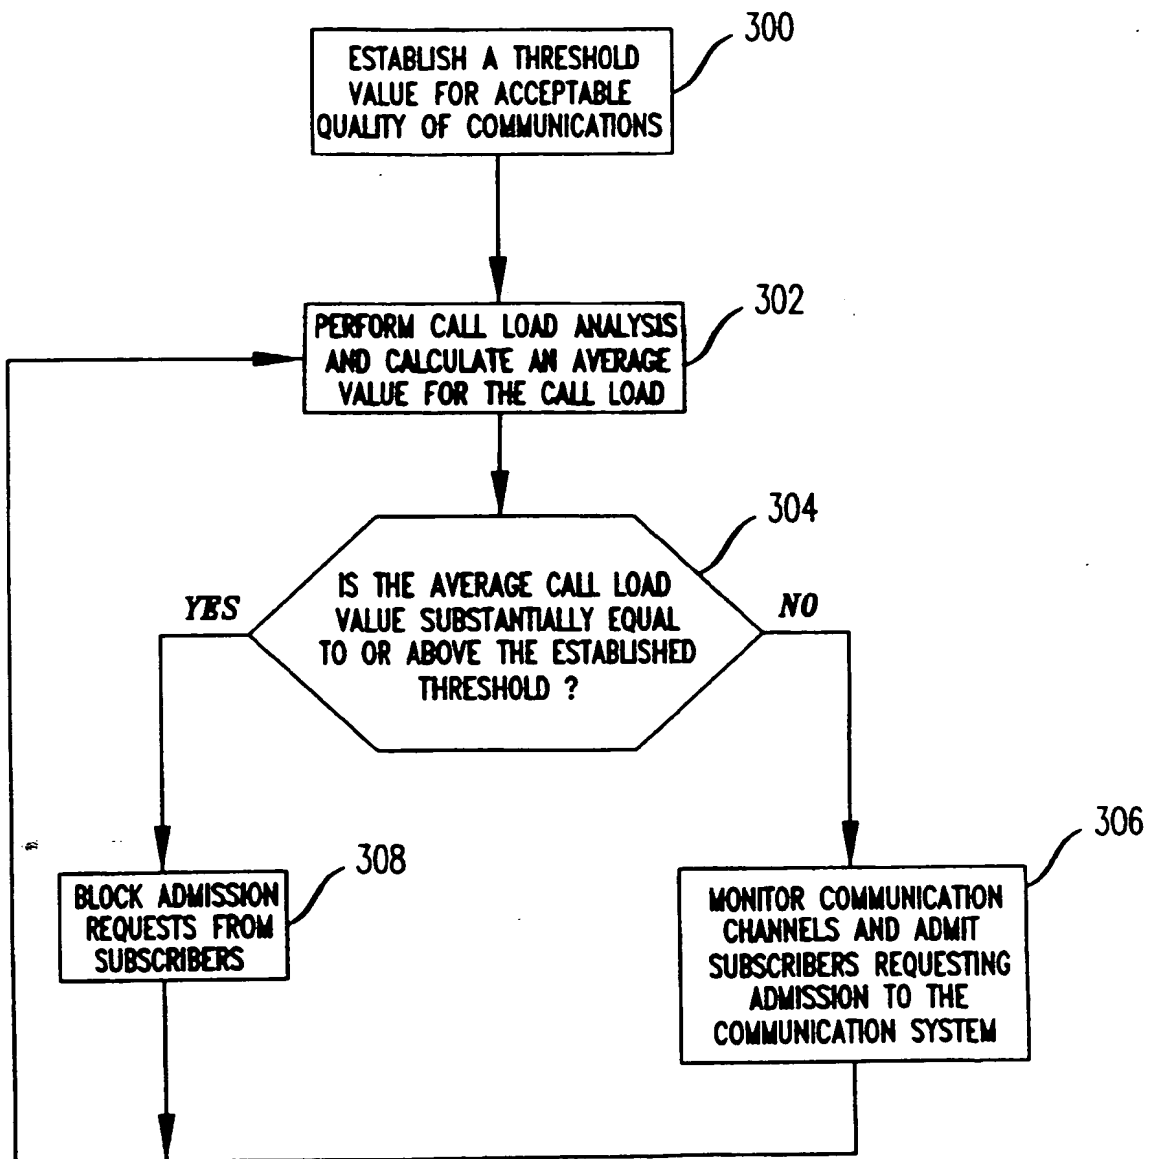 300
ESTABLISH A THRESHOLD
VALUE FOR ACCEPTABLE
QUALITY OF COMMUNICATIONS
302
PERFORM CALL LOAD ANALYSIS
AND CALCULATE AN AVERAGE
VALUE FOR THE CALL LOAD
304
IS THE AVERAGE CALL LOAD
VALUE SUBSTANTIALLY EQUAL
TO OR ABOVE THE ESTABLISHED
THRESHOLD ?
YES
NO
308
BLOCK ADMISSION
REQUESTS FROM
SUBSCRIBERS
306
MONITOR COMMUNICATION
CHANNELS AND ADMIT
SUBSCRIBERS REQUESTING
ADMISSION TO THE
COMMUNICATION SYSTEM